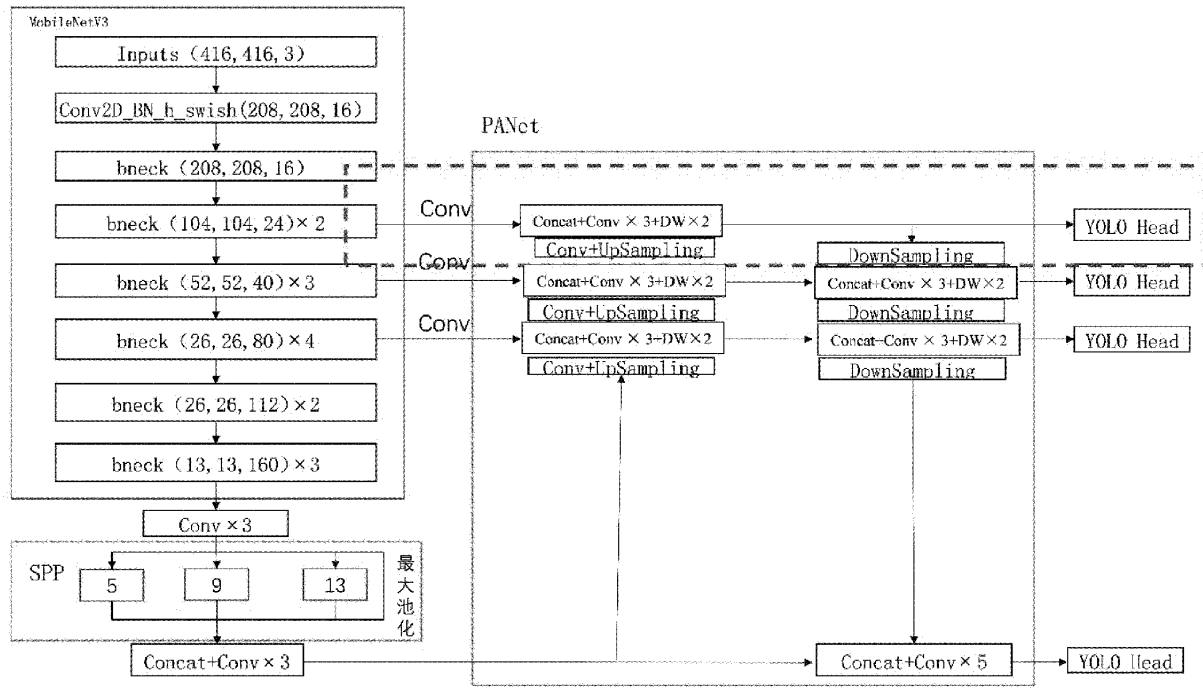 MobileNetV3
Inputs (416,416,3)
Conv2D_BN_h_swish(208,208,16)
bneck (208,208,16)
bneck (104,104,24)×2
bneck (52,52,40)×3
bneck (26,26,80)×4
bneck (26,26,112)×2
bneck (13,13,160)×3
Conv×3
SPP
5
9
13
最大池化
Concat+Conv×3
PANet
Conv
Concat+Conv×3+DW×2
Conv+UpSampling
DownSampling
YOLO Head
Conv
Concat+Conv×3+DW×2
Concat+Conv×3+DW×2
YOLO Head
Conv+UpSampling
DownSampling
Conv
Concat+Conv×3+DW×2
Concat+Conv×3+DW×2
YOLO Head
Conv+UpSampling
DownSampling
Concat+Conv×5
YOLO Head